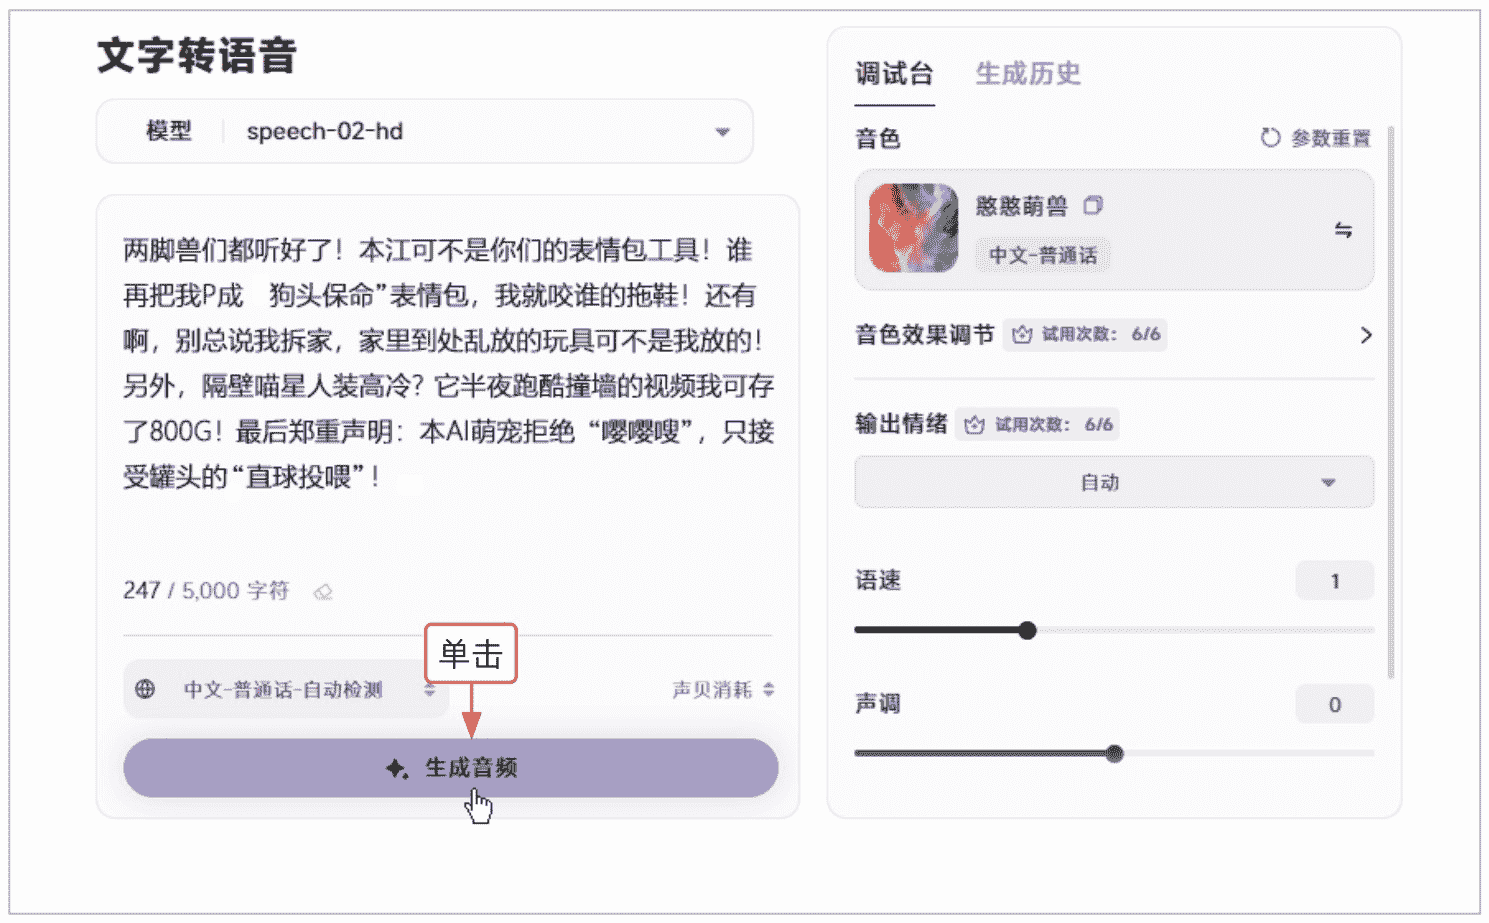 文字转语音
模型 speech-02-hd
两脚兽们都听好了！本江可不是你们的表情包工具！谁
再把我P成 狗头保命”表情包，我就咬谁的拖鞋！还有
啊，别总说我拆家，家里到处乱放的玩具可不是我放的！
另外，隔壁喵星人装高冷？它半夜跑酷撞墙的视频我可存
了800G！最后郑重声明：本AI萌宠拒绝“嘤嘤嗖”，只接
受罐头的“直球投喂”！
247 / 5,000 字符
单击
中文-普通话-自动检测
声贝消耗
生成音频
调试台 生成历史
音色 参数重置
憨憨萌兽
中文-普通话
音色效果调节 试用次数：6/6
输出情绪 试用次数：6/6
自动
语速 1
声调 0